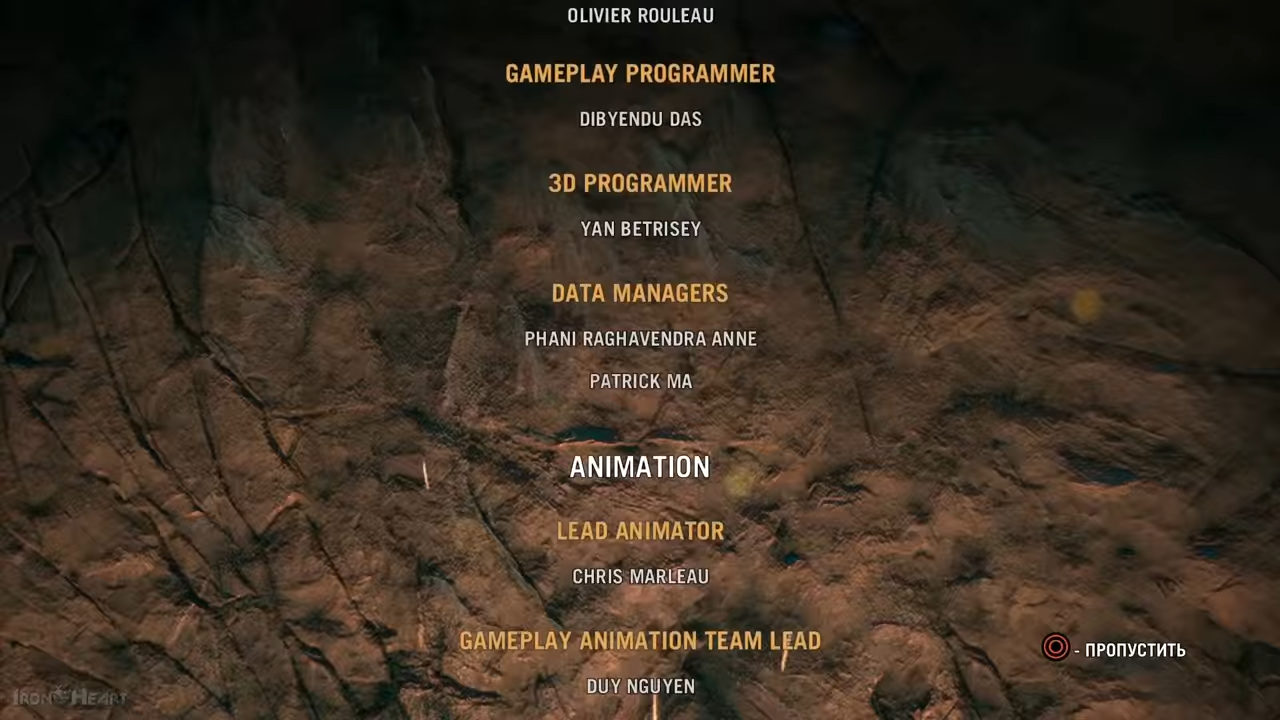 OLIVIER ROULEAU
GAMEPLAY PROGRAMMER
DIBYENDU DAS
3D PROGRAMMER
YAN BETRISEY
DATA MANAGERS
PHANI RAGHAVENDRA ANNE
PATRICK MA
ANIMATION
LEAD ANIMATOR
CHRIS MARLEAU
GAMEPLAY ANIMATION TEAM LEAD
- ПРОПУСТИТЬ
DUY NGUYEN
IRON HEART